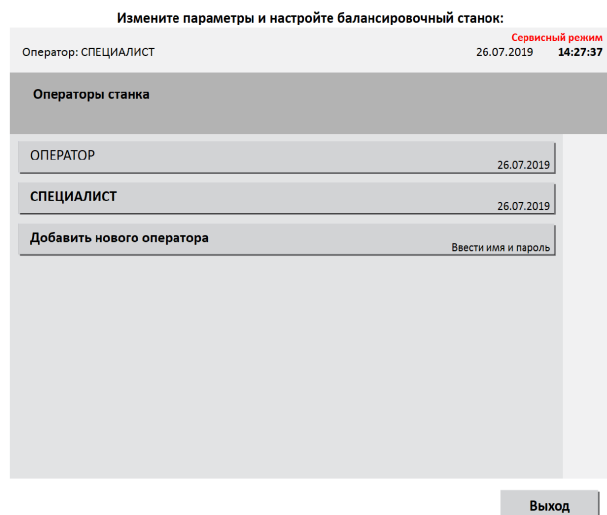 Измените параметры и настройте балансировочный станок:
Сервисный режим
Оператор: СПЕЦИАЛИСТ 26.07.2019 14:27:37
Операторы станка
ОПЕРАТОР
26.07.2019
СПЕЦИАЛИСТ
26.07.2019
Добавить нового оператора
Ввести имя и пароль
Выход